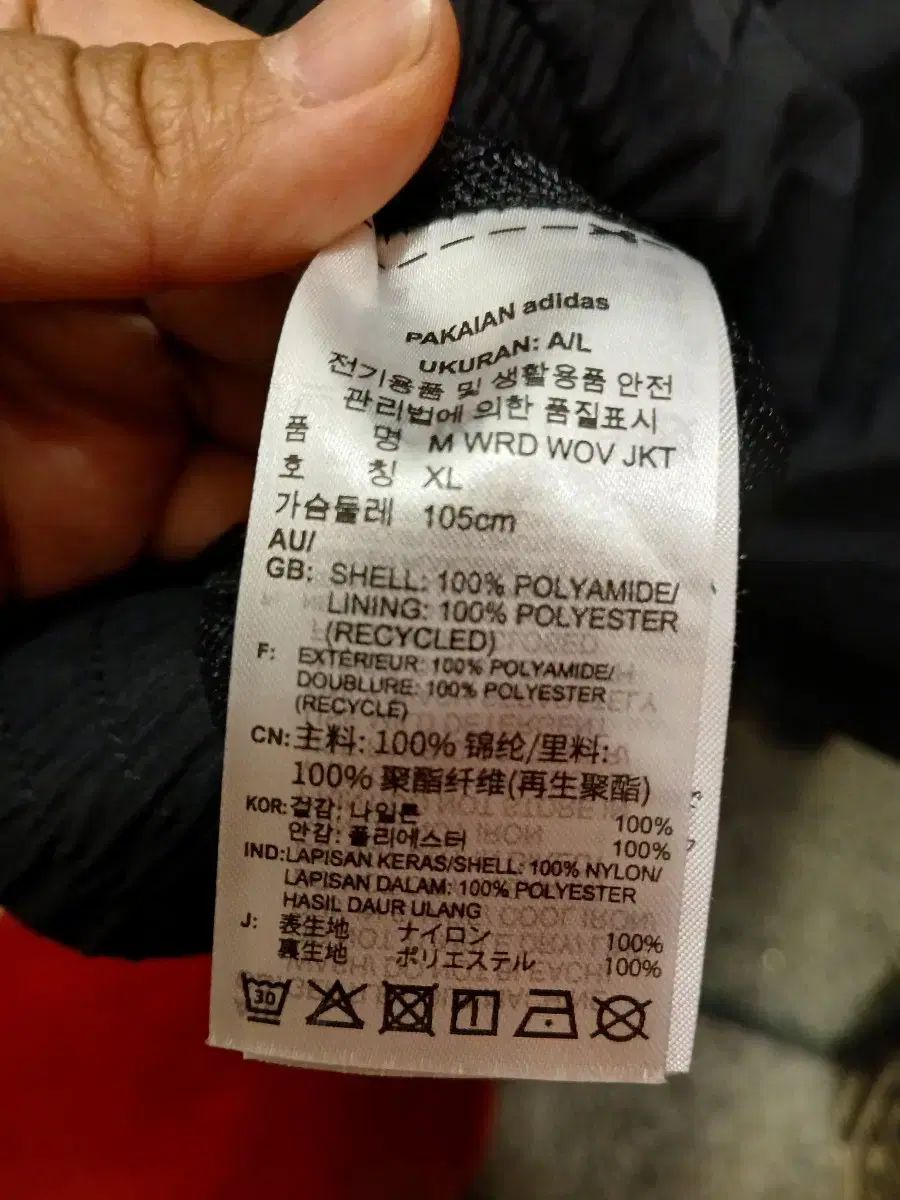 PAKAIAN adidas
UKURAN: A/L
전기용품 및 생활용품 안전
관리법에 의한 품질표시
품 명 M WRD WOV JKT
호 칭 XL
가슴둘레 105cm
AU/
GB: SHELL: 100% POLYAMIDE/
LINING: 100% POLYESTER
(RECYCLED)
F: EXTÉRIEUR: 100% POLYAMIDE/
DOUBLURE: 100% POLYESTER
(RECYCLE)
CN: 主料: 100% 锦纶/里料:
100% 聚酯纤维(再生聚酯)
KOR: 겉감: 나일론 100%
안감: 폴리에스터 100%
IND: LAPISAN KERAS/SHELL: 100% NYLON/
LAPISAN DALAM: 100% POLYESTER
HASIL DAUR ULANG
J: 表生地 ナイロン 100%
裏生地 ポリエステル 100%
30